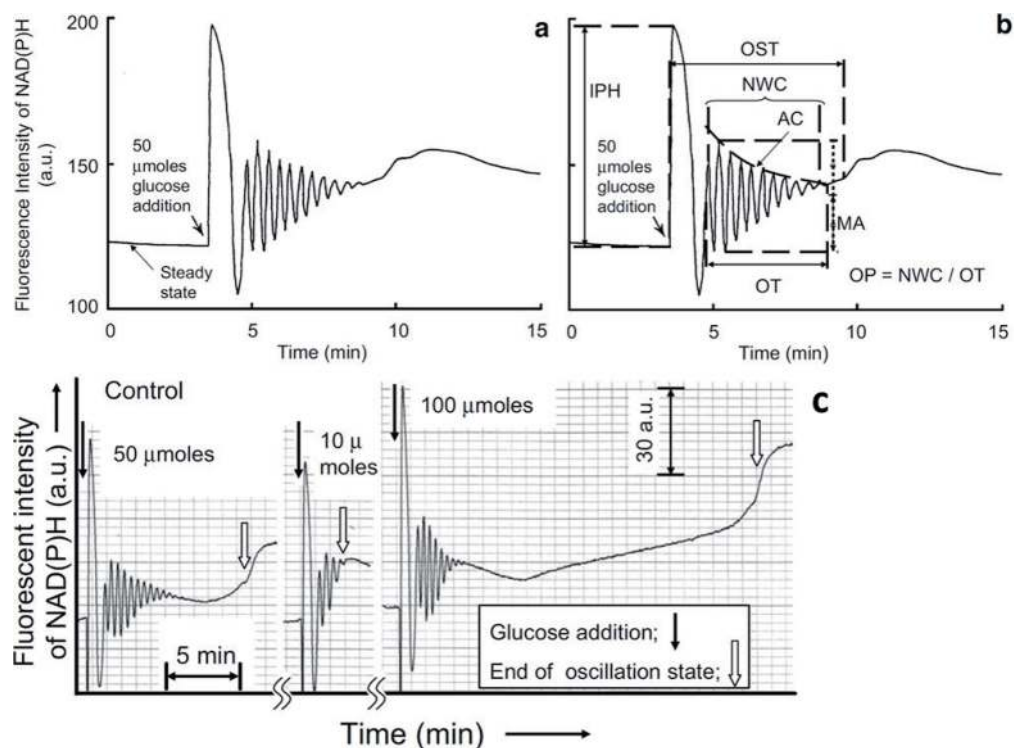 Fluorescence Intensity of NAD(P)H
(a.u.)
200
150
100
a
50
μmoles
glucose
addition
Steady
state
0
5
10
15
Time (min)
b
OST
NWC
IPH
AC
50
μmoles
glucose
addition
MA
OT
OP = NWC / OT
0
5
10
15
Time (min)
Fluorescent intensity
of NAD(P)H (a.u.)
Control
50 μmoles
10 μ
moles
100 μmoles
30 a.u.
c
5 min
Glucose addition;
End of oscillation state;
Time (min)